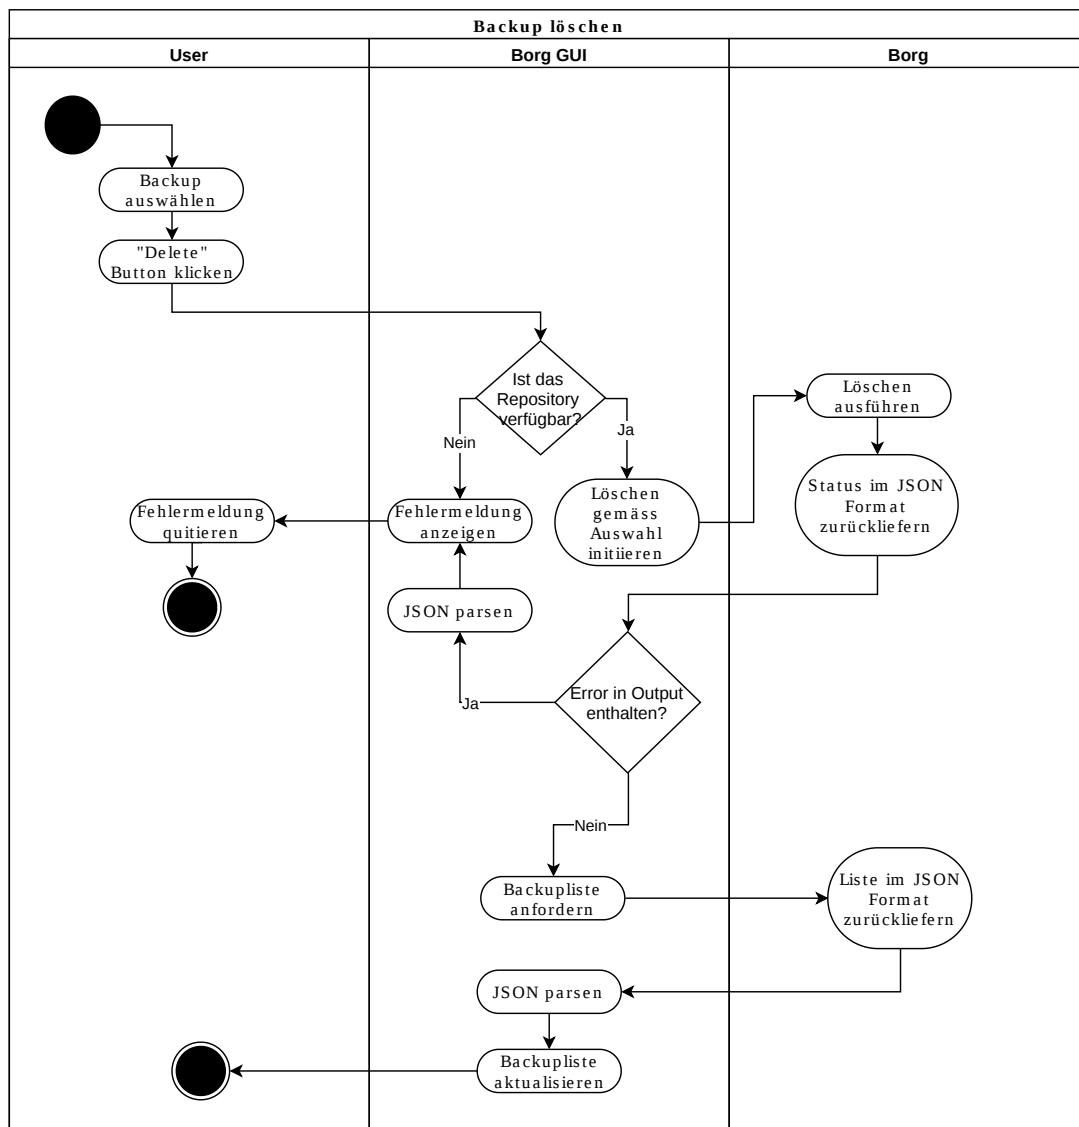 Backup löschen
User
Borg GUI
Borg
Backup
auswählen
"Delete"
Button klicken
Ist das
Repository
verfügbar?
Nein
Ja
Löschen
ausführen
Status im JSON
Format
zurückliefern
Löschen
gemäss
Auswahl
initiieren
Fehlermeldung
anzeigen
Fehlermeldung
quitieren
JSON parsen
Error in Output
enthalten?
Ja
Nein
Backupliste
anfordern
Liste im JSON
Format
zurückliefern
JSON parsen
Backupliste
aktualisieren